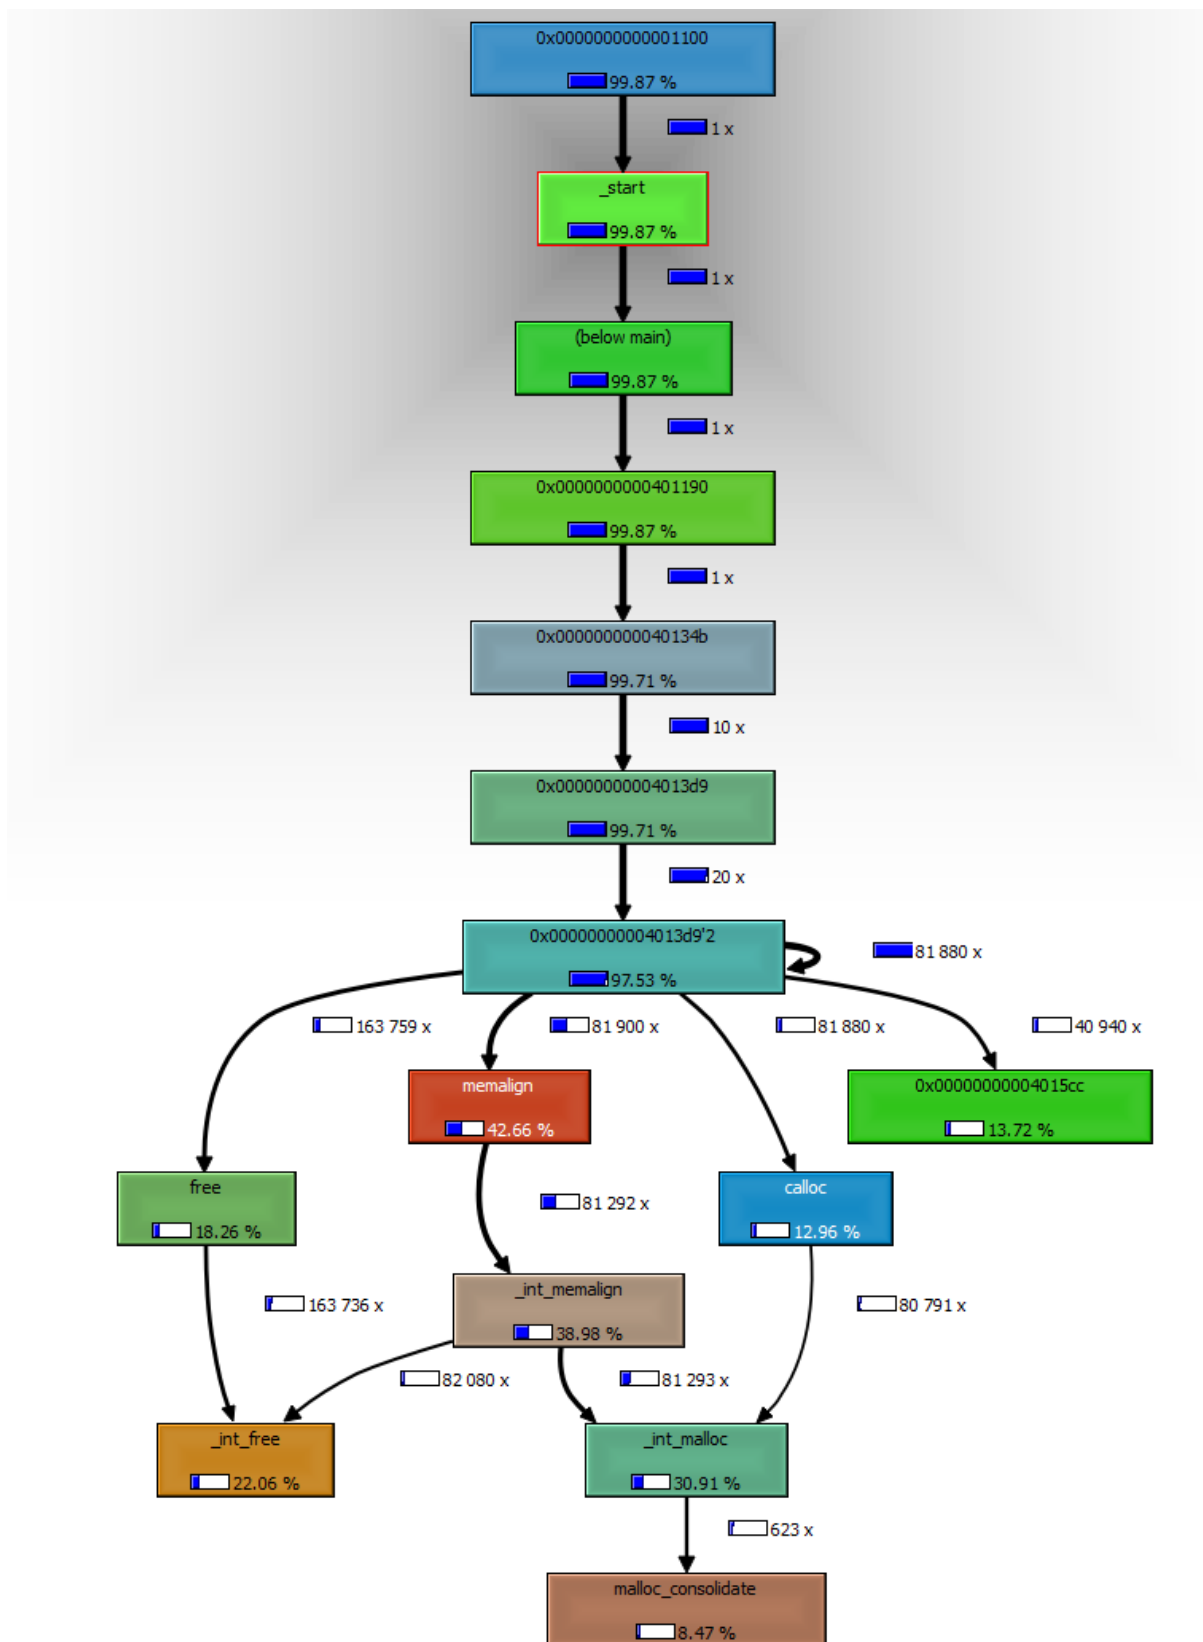 0x0000000000001100
99.87 %
1 x
_start
99.87 %
1 x
(below main)
99.87 %
1 x
0x0000000000401190
99.87 %
1 x
0x000000000040134b
99.71 %
10 x
0x00000000004013d9
99.71 %
20 x
0x00000000004013d9'2
97.53 %
81 880 x
163 759 x
81 900 x
81 880 x
40 940 x
memalign
42.66 %
0x00000000004015cc
13.72 %
free
18.26 %
81 292 x
calloc
12.96 %
163 736 x
_int_memalign
38.98 %
80 791 x
82 080 x
81 293 x
_int_free
22.06 %
_int_malloc
30.91 %
623 x
malloc_consolidate
8.47 %